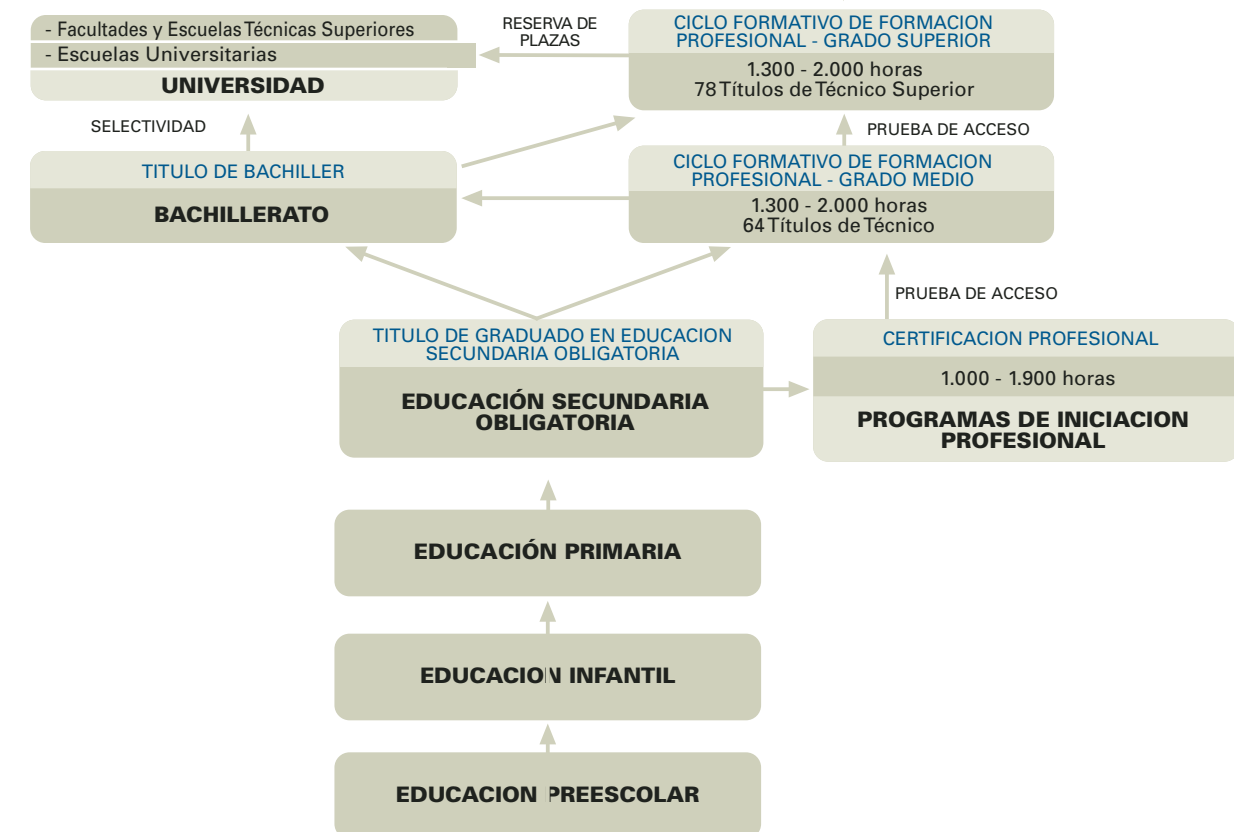 - Facultades y Escuelas Técnicas Superiores
- Escuelas Universitarias
UNIVERSIDAD
RESERVA DE
PLAZAS
CICLO FORMATIVO DE FORMACION
PROFESIONAL - GRADO SUPERIOR
1.300 - 2.000 horas
78 Títulos de Técnico Superior
SELECTIVIDAD
PRUEBA DE ACCESO
TITULO DE BACHILLER
BACHILLERATO
CICLO FORMATIVO DE FORMACION
PROFESIONAL - GRADO MEDIO
1.300 - 2.000 horas
64 Títulos de Técnico
PRUEBA DE ACCESO
TITULO DE GRADUADO EN EDUCACION
SECUNDARIA OBLIGATORIA
EDUCACIÓN SECUNDARIA
OBLIGATORIA
CERTIFICACION PROFESIONAL
1.000 - 1.900 horas
PROGRAMAS DE INICIACION
PROFESIONAL
EDUCACIÓN PRIMARIA
EDUCACION INFANTIL
EDUCACION PREESCOLAR